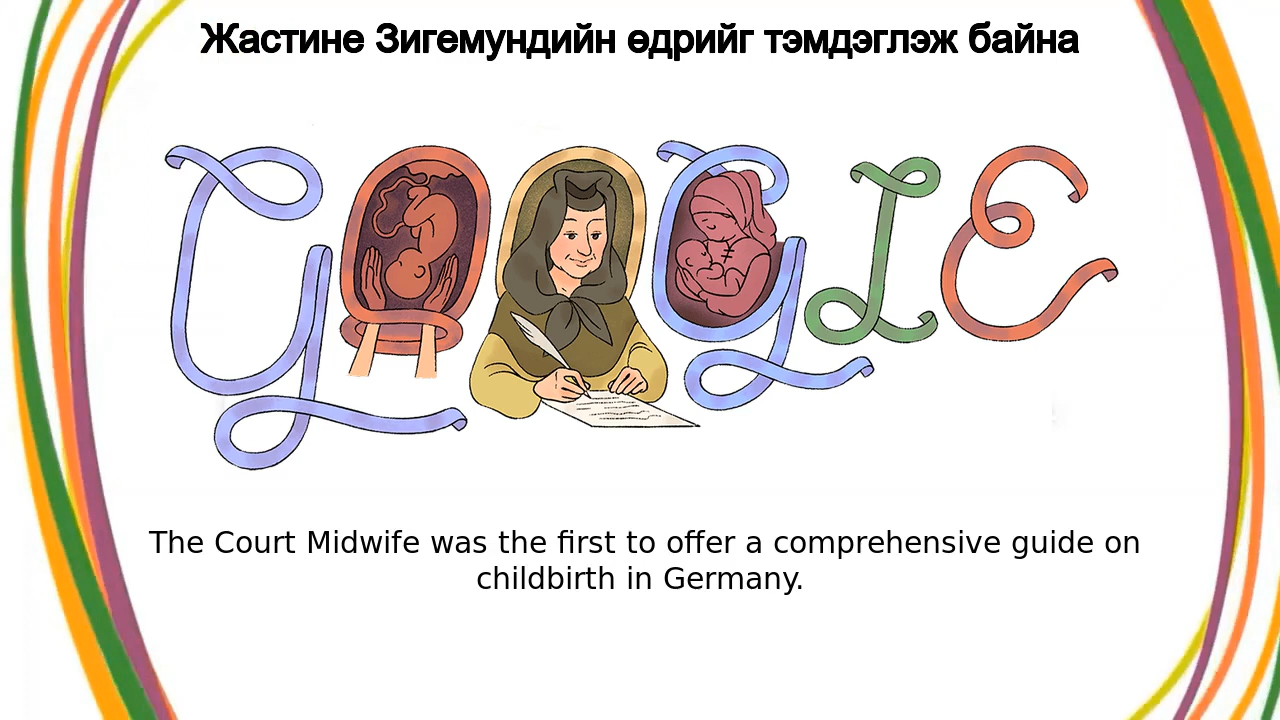 Жастине Зигемундийн өдрийг тэмдэглэж байна
GOOGLE
The Court Midwife was the first to offer a comprehensive guide on
childbirth in Germany.